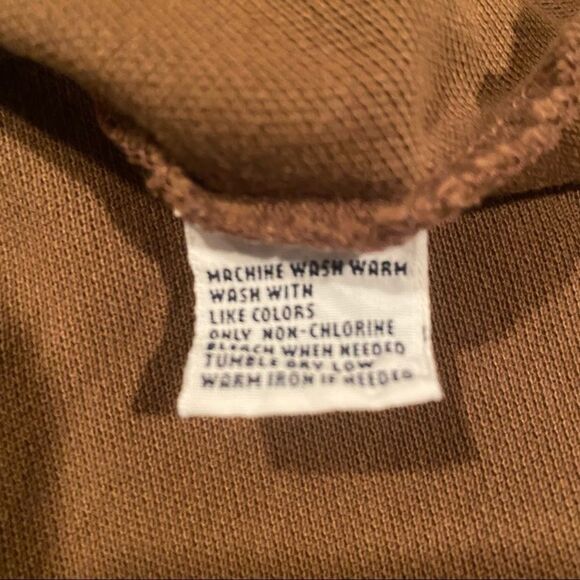 MACHINE WASH WARM
WASH WITH
LIKE COLORS
ONLY NON-CHLORINE
BLEACH WHEN NEEDED
TUMBLE DRY LOW
WARM IRON IF NEEDED